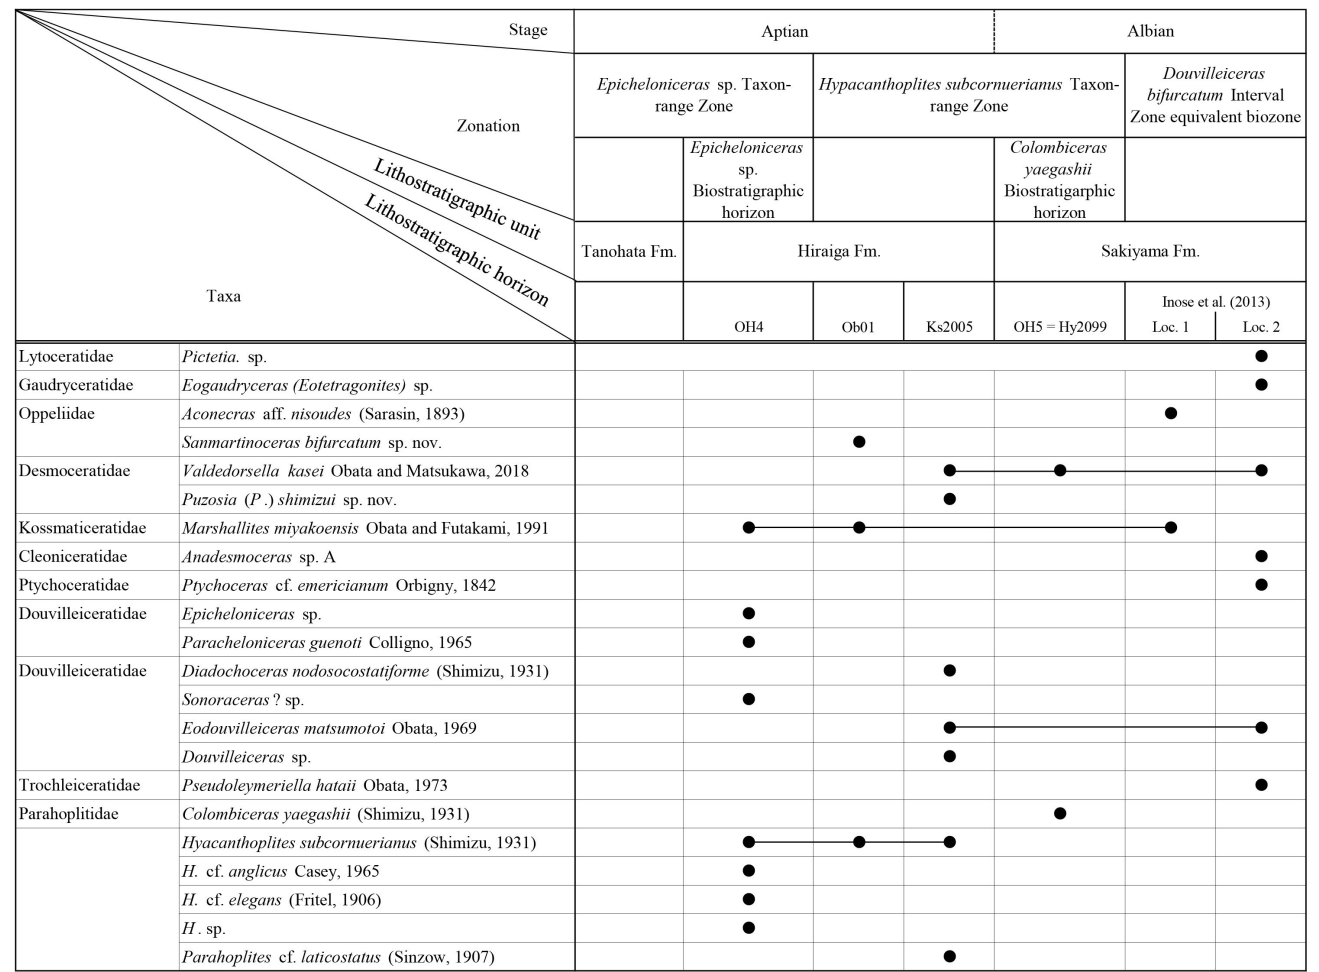 Stage
Aptian
Albian
Zonation
Epicheloniceras sp. Taxon-
range Zone
Hypacanthoplites subcornuerianus Taxon-
range Zone
Douvilleiceras
bifurcatum Interval
Zone equivalent biozone
Epicheloniceras
sp.
Biostratigraphic
horizon
Colombiceras
yaegashii
Biostratigarphic
horizon
Lithostratigraphic unit
Tanohata Fm.
Hiraiga Fm.
Sakiyama Fm.
Lithostratigraphic horizon
Taxa
Inose et al. (2013)
OH4
Ob01
Ks2005
OH5 = Hy2099
Loc. 1
Loc. 2
Lytoceratidae Pictetia. sp.
Gaudryceratidae Eogaudryceras (Eotetragonites) sp.
Oppeliidae Aconecras aff. nisoudes (Sarasin, 1893)
Sanmartinoceras bifurcatum sp. nov.
Desmoceratidae Valdedorsella kasei Obata and Matsukawa, 2018
Puzosia (P.) shimizui sp. nov.
Kossmaticeratidae Marshallites miyakoensis Obata and Futakami, 1991
Cleoniceratidae Anadesmoceras sp. A
Ptychoceratidae Ptychoceras cf. emericianum Orbigny, 1842
Douvilleiceratidae Epicheloniceras sp.
Paracheloniceras guenoti Colligno, 1965
Douvilleiceratidae Diadochoceras nodosocostatiforme (Shimizu, 1931)
Sonoraceras ? sp.
Eodouvilleiceras matsumotoi Obata, 1969
Douvilleiceras sp.
Trochleiceratidae Pseudoleymeriella hataii Obata, 1973
Parahoplitidae Colombiceras yaegashii (Shimizu, 1931)
Hyacanthoplites subcornuerianus (Shimizu, 1931)
H. cf. anglicus Casey, 1965
H. cf. elegans (Fritel, 1906)
H. sp.
Parahoplites cf. laticostatus (Sinzow, 1907)